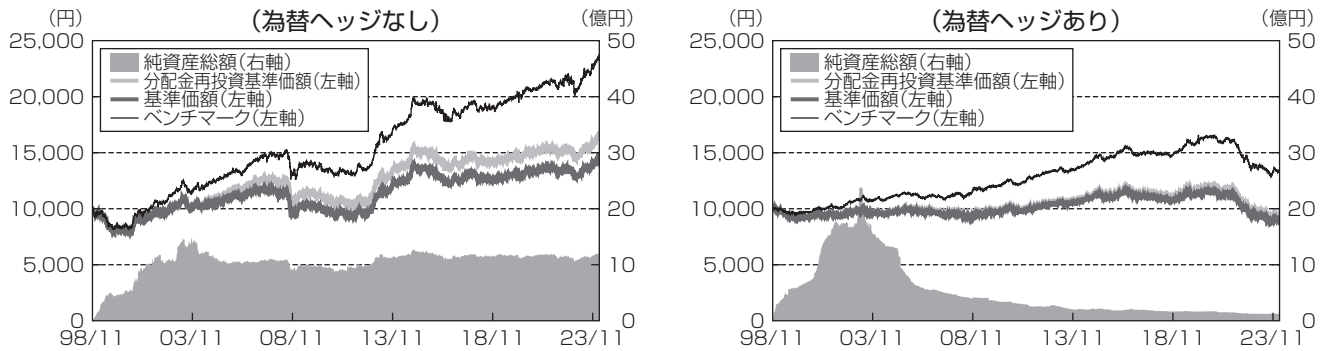 (為替ヘッジなし)
(円)
(億円)
25,000
20,000
15,000
10,000
5,000
0
50
40
30
20
10
0
純資産総額(右軸)
分配金再投資基準価額(左軸)
基準価額(左軸)
ベンチマーク(左軸)
98/11 03/11 08/11 13/11 18/11 23/11
(為替ヘッジあり)
(円)
(億円)
25,000
20,000
15,000
10,000
5,000
0
50
40
30
20
10
0
純資産総額(右軸)
分配金再投資基準価額(左軸)
基準価額(左軸)
ベンチマーク(左軸)
98/11 03/11 08/11 13/11 18/11 23/11